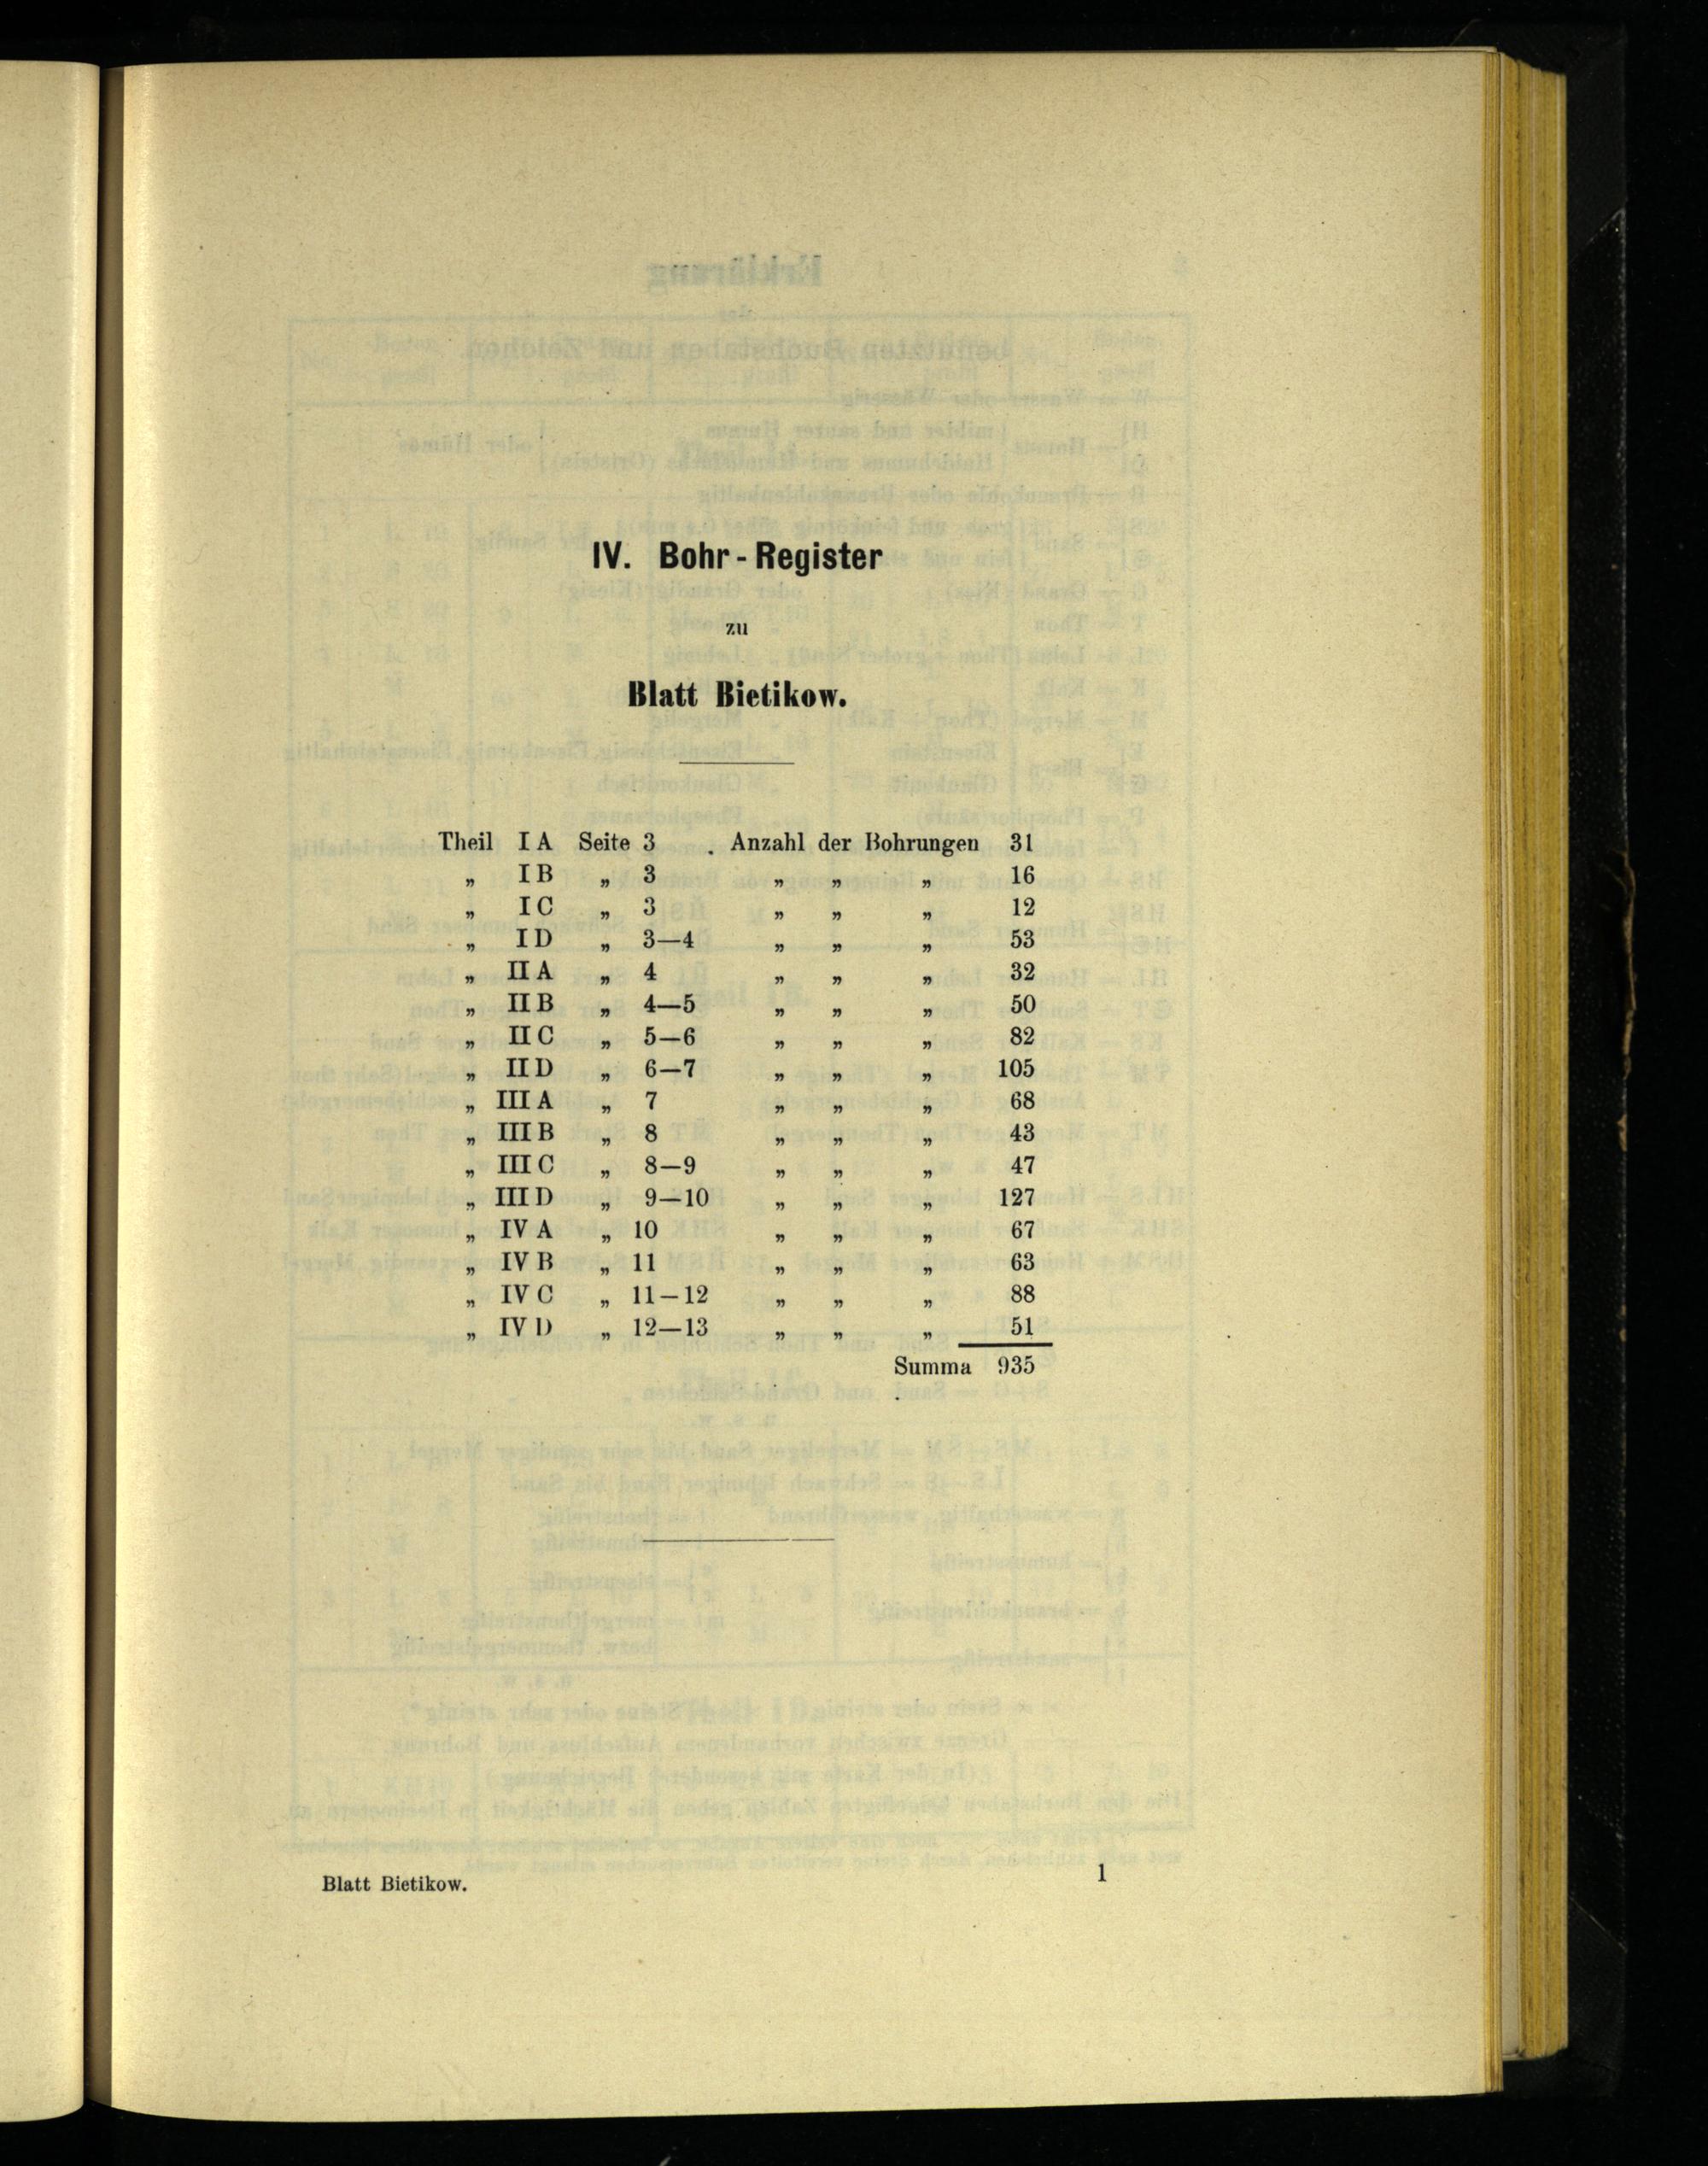 IV. Bohr-Register
zu
Blatt Bietikow.
Theil I A Seite 3 Anzahl der Bohrungen 31
„ I B „ 3 „ „ „ 16
„ I C „ 3 „ „ „ 12
„ I D „ 3—4 „ „ „ 53
„ II A „ 4 „ „ „ 32
„ II B „ 4—5 „ „ „ 50
„ II C „ 5—6 „ „ „ 82
„ II D „ 6—7 „ „ „ 105
„ III A „ 7 „ „ „ 68
„ III B „ 8 „ „ „ 43
„ III C „ 8—9 „ „ „ 47
„ III D „ 9—10 „ „ „ 127
„ IV A „ 10 „ „ „ 67
„ IV B „ 11 „ „ „ 63
„ IV C „ 11—12 „ „ „ 88
„ IV D „ 12—13 „ „ „ 51
Summa 935
Blatt Bietikow. 1